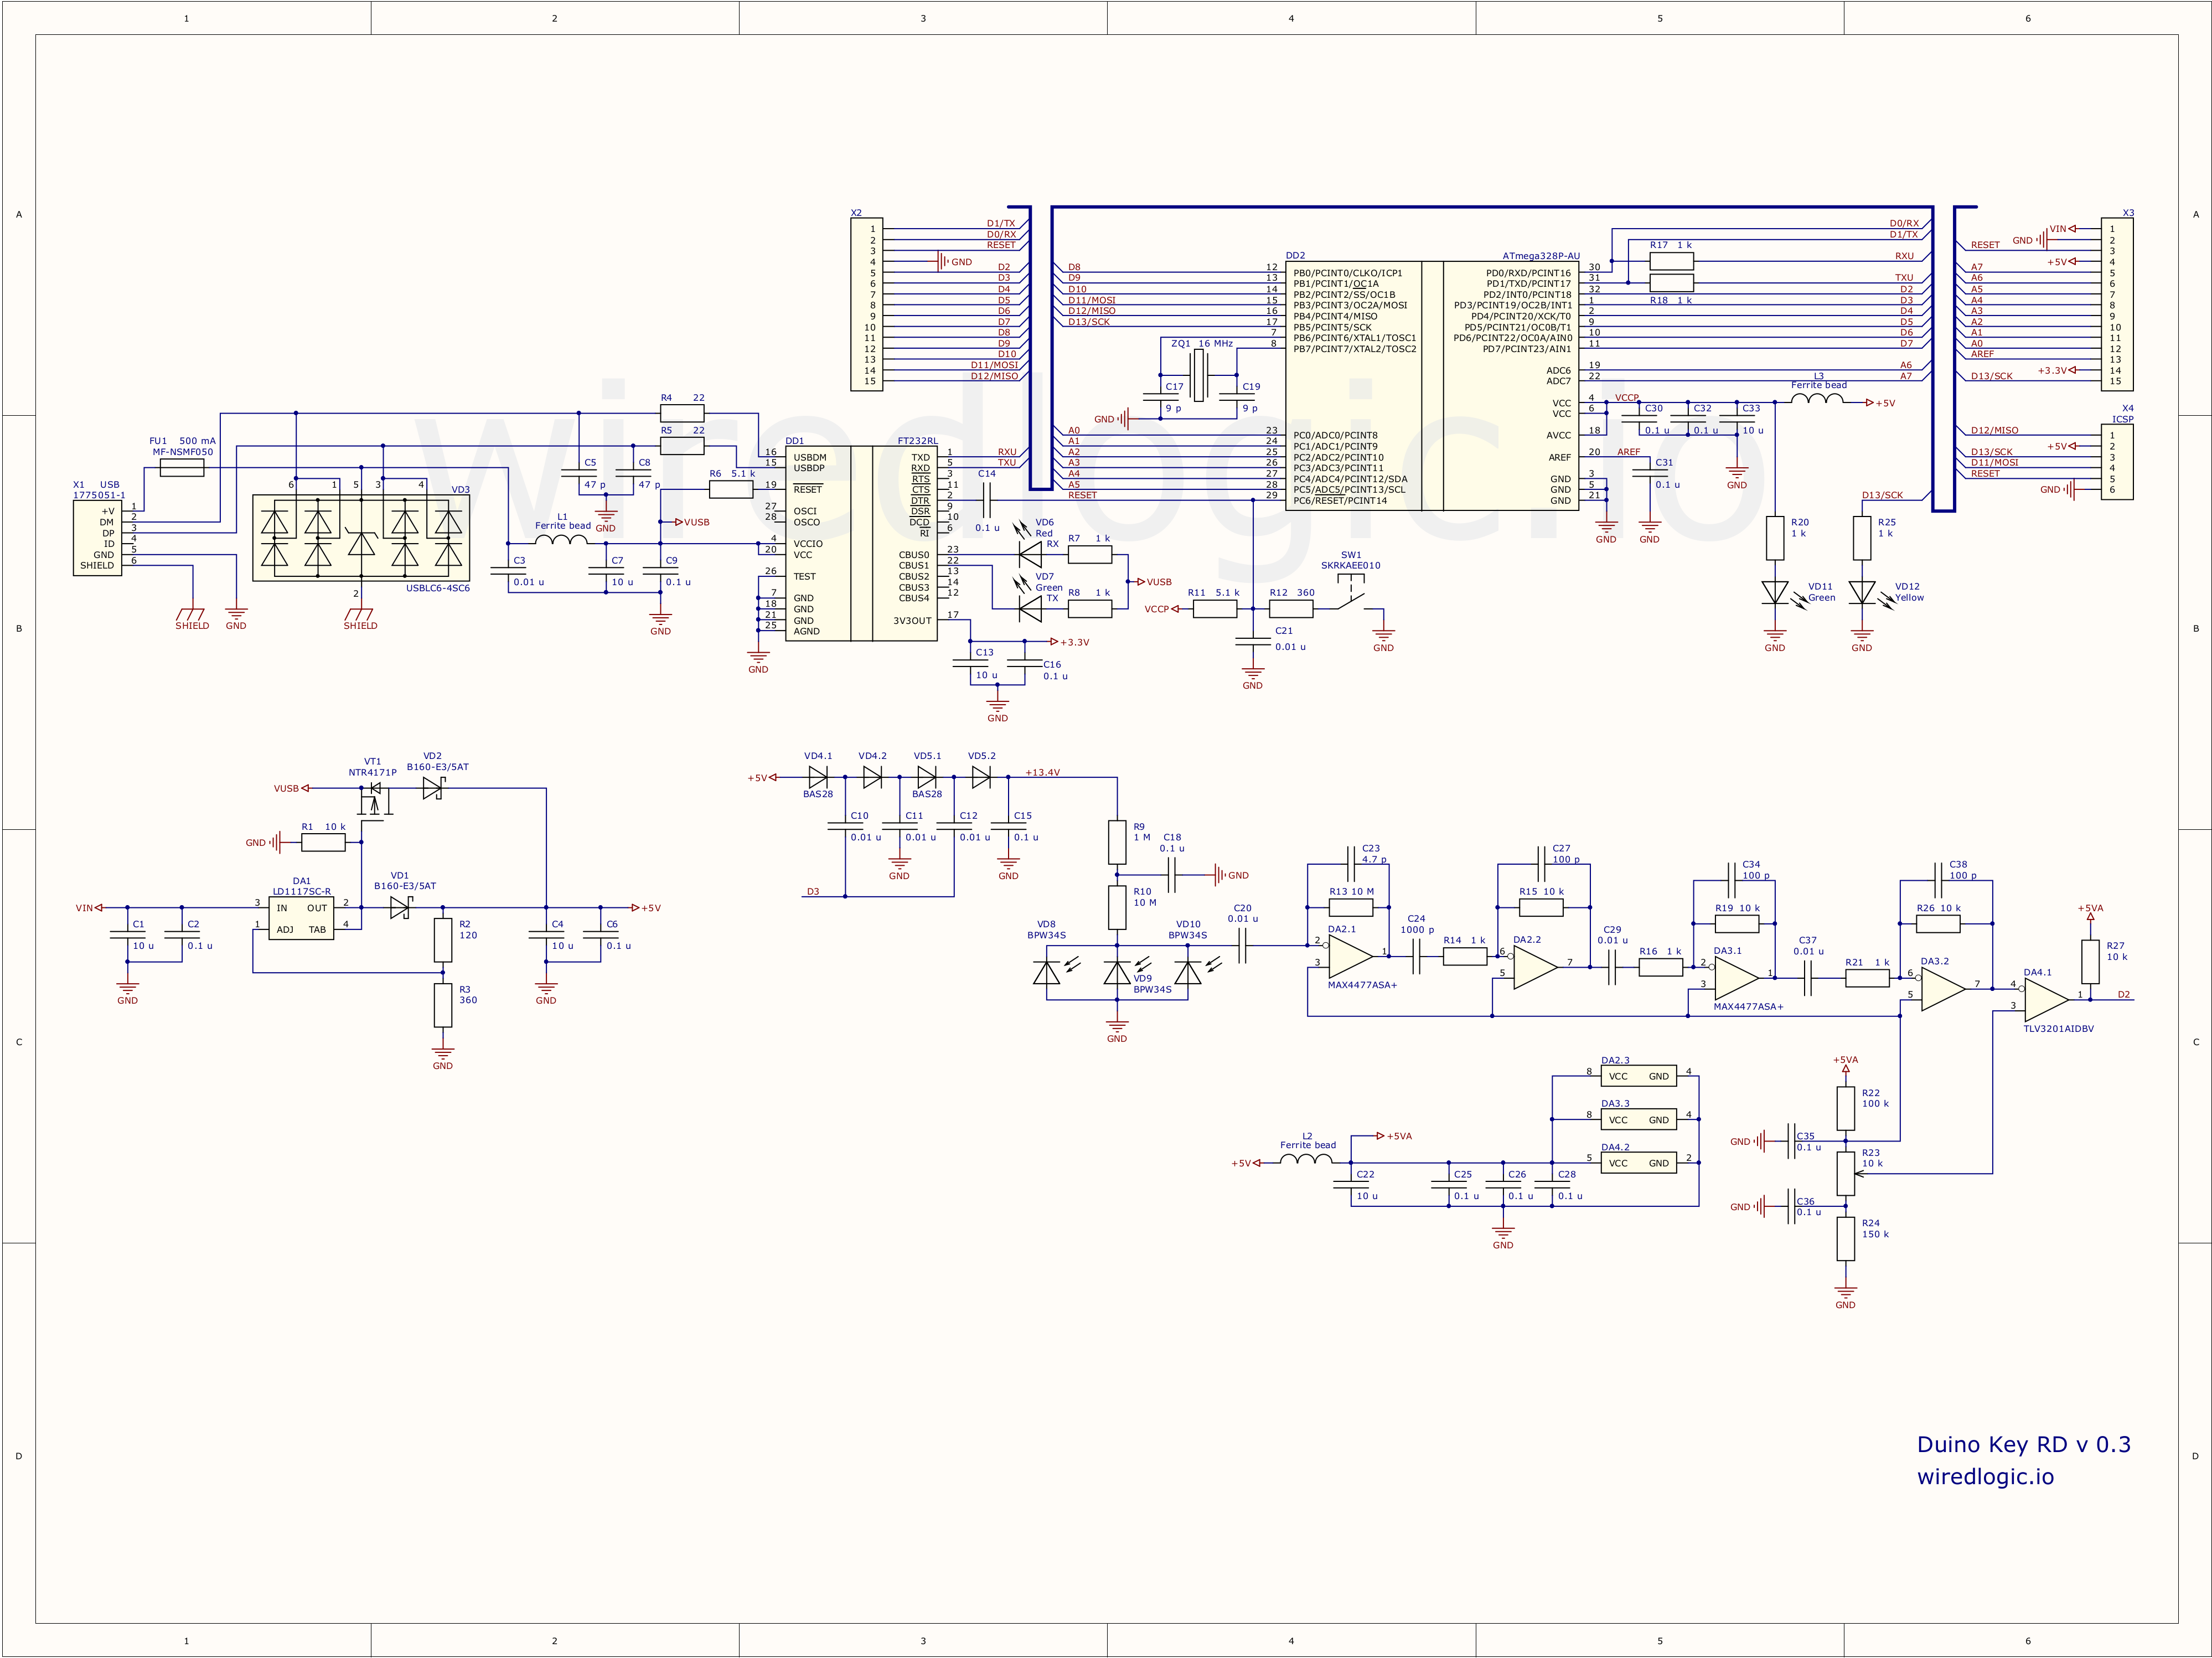 1 2 3 4 5 6
A A
X2
1 D1/TX
2 D0/RX
3 RESET
4 GND
5 D2
6 D3
7 D4
8 D5
9 D6
10 D7
11 D8
12 D9
13 D10
14 D11/MOSI
15 D12/MISO
DD2 ATmega328P-AU
D8 12 PB0/PCINT0/CLKO/ICP1
D9 13 PB1/PCINT1/OC1A
D10 14 PB2/PCINT2/SS/OC1B
D11/MOSI 15 PB3/PCINT3/OC2A/MOSI
D12/MISO 16 PB4/PCINT4/MISO
D13/SCK 17 PB5/PCINT5/SCK
7 PB6/PCINT6/XTAL1/TOSC1
8 PB7/PCINT7/XTAL2/TOSC2
ZQ1 16 MHz
C17 9 p
C19 9 p
GND
A0 23 PC0/ADC0/PCINT8
A1 24 PC1/ADC1/PCINT9
A2 25 PC2/ADC2/PCINT10
A3 26 PC3/ADC3/PCINT11
A4 27 PC4/ADC4/PCINT12/SDA
A5 28 PC5/ADC5/PCINT13/SCL
RESET 29 PC6/RESET/PCINT14
PD0/RXD/PCINT16 30
PD1/TXD/PCINT17 31
PD2/INT0/PCINT18 32
PD3/PCINT19/OC2B/INT1 1
PD4/PCINT20/XCK/T0 2
PD5/PCINT21/OC0B/T1 9
PD6/PCINT22/OC0A/AIN0 10
PD7/PCINT23/AIN1 11
ADC6 19
ADC7 22
VCC 4
VCC 6
AVCC 18
AREF 20
GND 3
GND 5
GND 21
D0/RX
D1/TX
R17 1 k
RXU
TXU
R18 1 k
D2
D3
D4
D5
D6
D7
A6
A7
L3
Ferrite bead
+5V
VCCP
C30 0.1 u
C32 0.1 u
C33 10 u
GND
AREF
C31
0.1 u
GND GND
D13/SCK
R20
1 k
R25
1 k
VD11
Green
VD12
Yellow
GND GND
X3
VIN 1
GND 2
RESET 3
+5V 4
A7 5
A6 6
A5 7
A4 8
A3 9
A2 10
A1 11
A0 12
AREF 13
+3.3V 14
D13/SCK 15
X4
ICSP
D12/MISO 1
+5V 2
D13/SCK 3
D11/MOSI 4
RESET 5
GND 6
wiredlogic.io
FU1 500 mA
MF-NSMF050
X1 USB
1775051-1
+V 1
DM 2
DP 3
ID 4
GND 5
SHIELD 6
SHIELD GND
6 1 5 3 4
VD3
2
USBLC6-4SC6
SHIELD
R4 22
R5 22
C5
47 p
C8
47 p
GND
R6 5.1 k
VUSB
L1
Ferrite bead
C3
0.01 u
C7
10 u
C9
0.1 u
GND
DD1 FT232RL
16 USBDM
15 USBDP
19 RESET
27 OSCI
28 OSCO
4 VCCIO
20 VCC
26 TEST
7 GND
18 GND
21 GND
25 AGND
GND
TXD 1 RXU
RXD 5 TXU
RTS 3
CTS 11
DTR 2
DSR 9
DCD 10
RI 6
CBUS0 23
CBUS1 22
CBUS2 13
CBUS3 14
CBUS4 12
3V3OUT 17
C14
0.1 u
VD6
Red
RX
R7 1 k
VD7
Green
TX
R8 1 k
VUSB
+3.3V
C13
10 u
C16
0.1 u
GND
VCCP
R11 5.1 k
R12 360
SW1
SKRKAEE010
GND
C21
0.01 u
GND
B B
VUSB
VT1
NTR4171P
VD2
B160-E3/5AT
GND
R1 10 k
DA1
LD1117SC-R
3 IN OUT 2
1 ADJ TAB 4
VD1
B160-E3/5AT
VIN
C1
10 u
C2
0.1 u
GND
R2
120
R3
360
GND
C4
10 u
C6
0.1 u
GND
+5V
+5V
VD4.1 VD4.2 VD5.1 VD5.2
BAS28 BAS28
+13.4V
C10
0.01 u
C11
0.01 u
C12
0.01 u
C15
0.1 u
GND GND
D3
R9
1 M
C18
0.1 u
GND
R10
10 M
VD8
BPW34S
VD9
BPW34S
VD10
BPW34S
GND
C20
0.01 u
C23
4.7 p
R13 10 M
DA2.1
2 3 1
MAX4477ASA+
C24
1000 p
R14 1 k
C27
100 p
R15 10 k
DA2.2
6 5 7
C29
0.01 u
R16 1 k
C34
100 p
R19 10 k
DA3.1
2 3 1
MAX4477ASA+
C37
0.01 u
R21 1 k
C38
100 p
R26 10 k
DA3.2
6 5 7
DA4.1
4 3 1
TLV3201AIDBV
+5VA
R27
10 k
D2
C C
DA2.3
8 VCC GND 4
DA3.3
8 VCC GND 4
DA4.2
5 VCC GND 2
+5V
L2
Ferrite bead
+5VA
C22
10 u
C25
0.1 u
C26
0.1 u
C28
0.1 u
GND
+5VA
R22
100 k
GND
C35
0.1 u
R23
10 k
GND
C36
0.1 u
R24
150 k
GND
D D
Duino Key RD v 0.3
wiredlogic.io
1 2 3 4 5 6